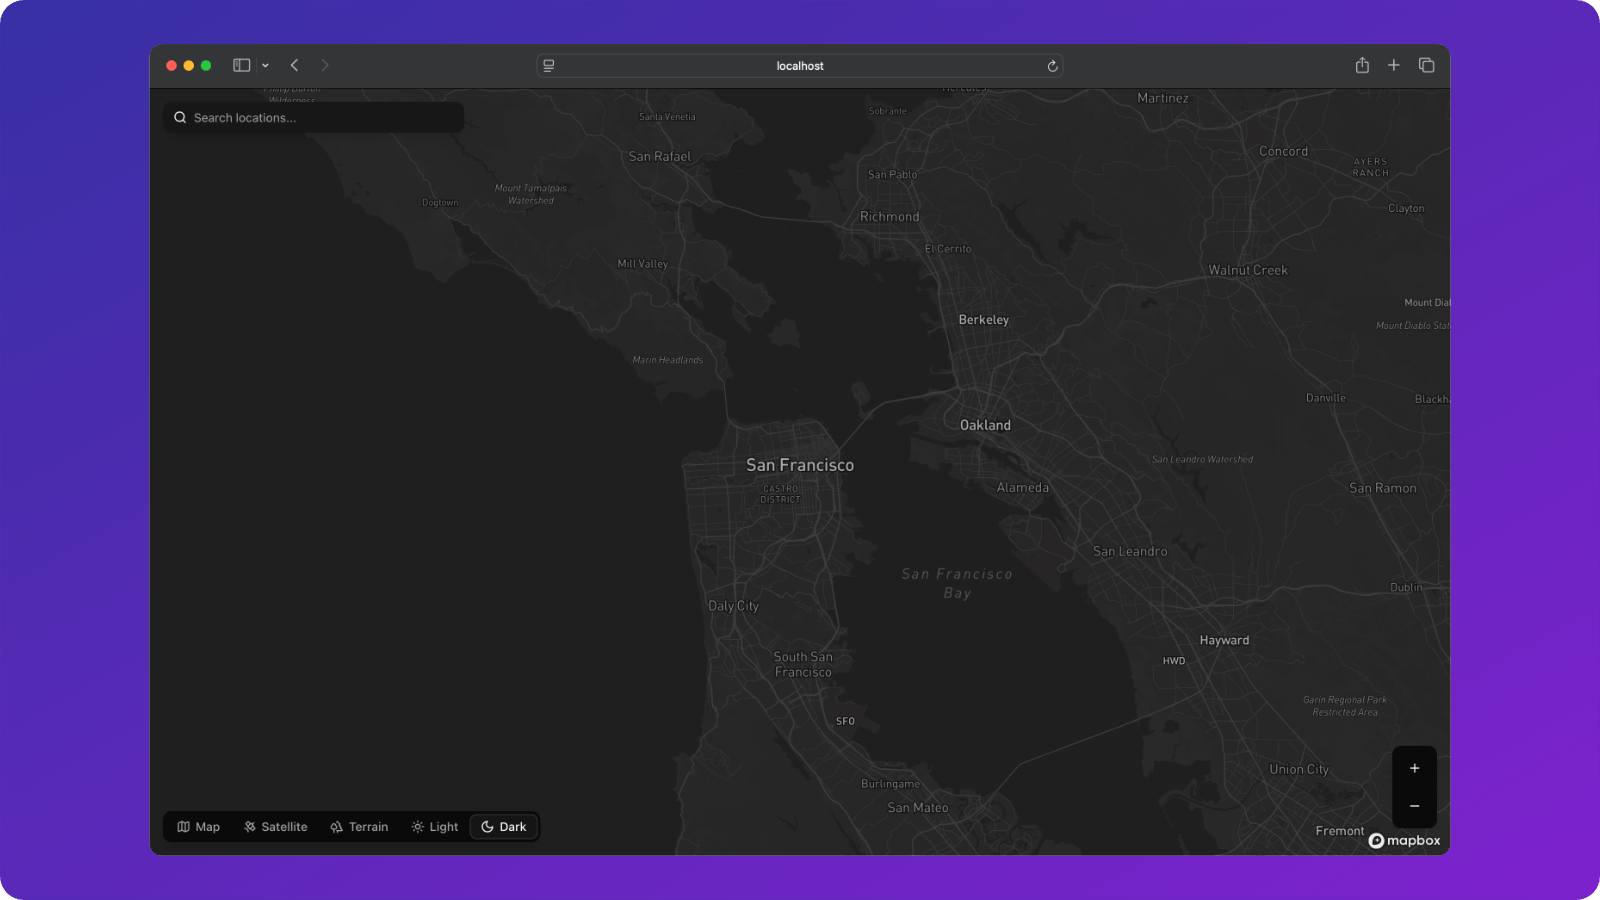 localhost
Search locations...
Wilderness
Santa Venetia
San Rafael
Mount Tamalpais
Watershed
Dogtown
Mill Valley
Marin Headlands
Hercules
Sobrante
San Pablo
Richmond
El Cerrito
Berkeley
Martinez
Concord
AYERS
RANCH
Clayton
Walnut Creek
Mount Diab
Mount Diablo Stat
Danville
Blackha
Oakland
San Francisco
CASTRO
DISTRICT
Alameda
San Leandro Watershed
San Ramon
San Leandro
San Francisco
Bay
Dublin
Daly City
Hayward
HWD
South San
Francisco
Garin Regional Park
Restricted Area
SFO
Union City
Burlingame
San Mateo
Fremont
+
−
Map Satellite Terrain Light Dark
mapbox